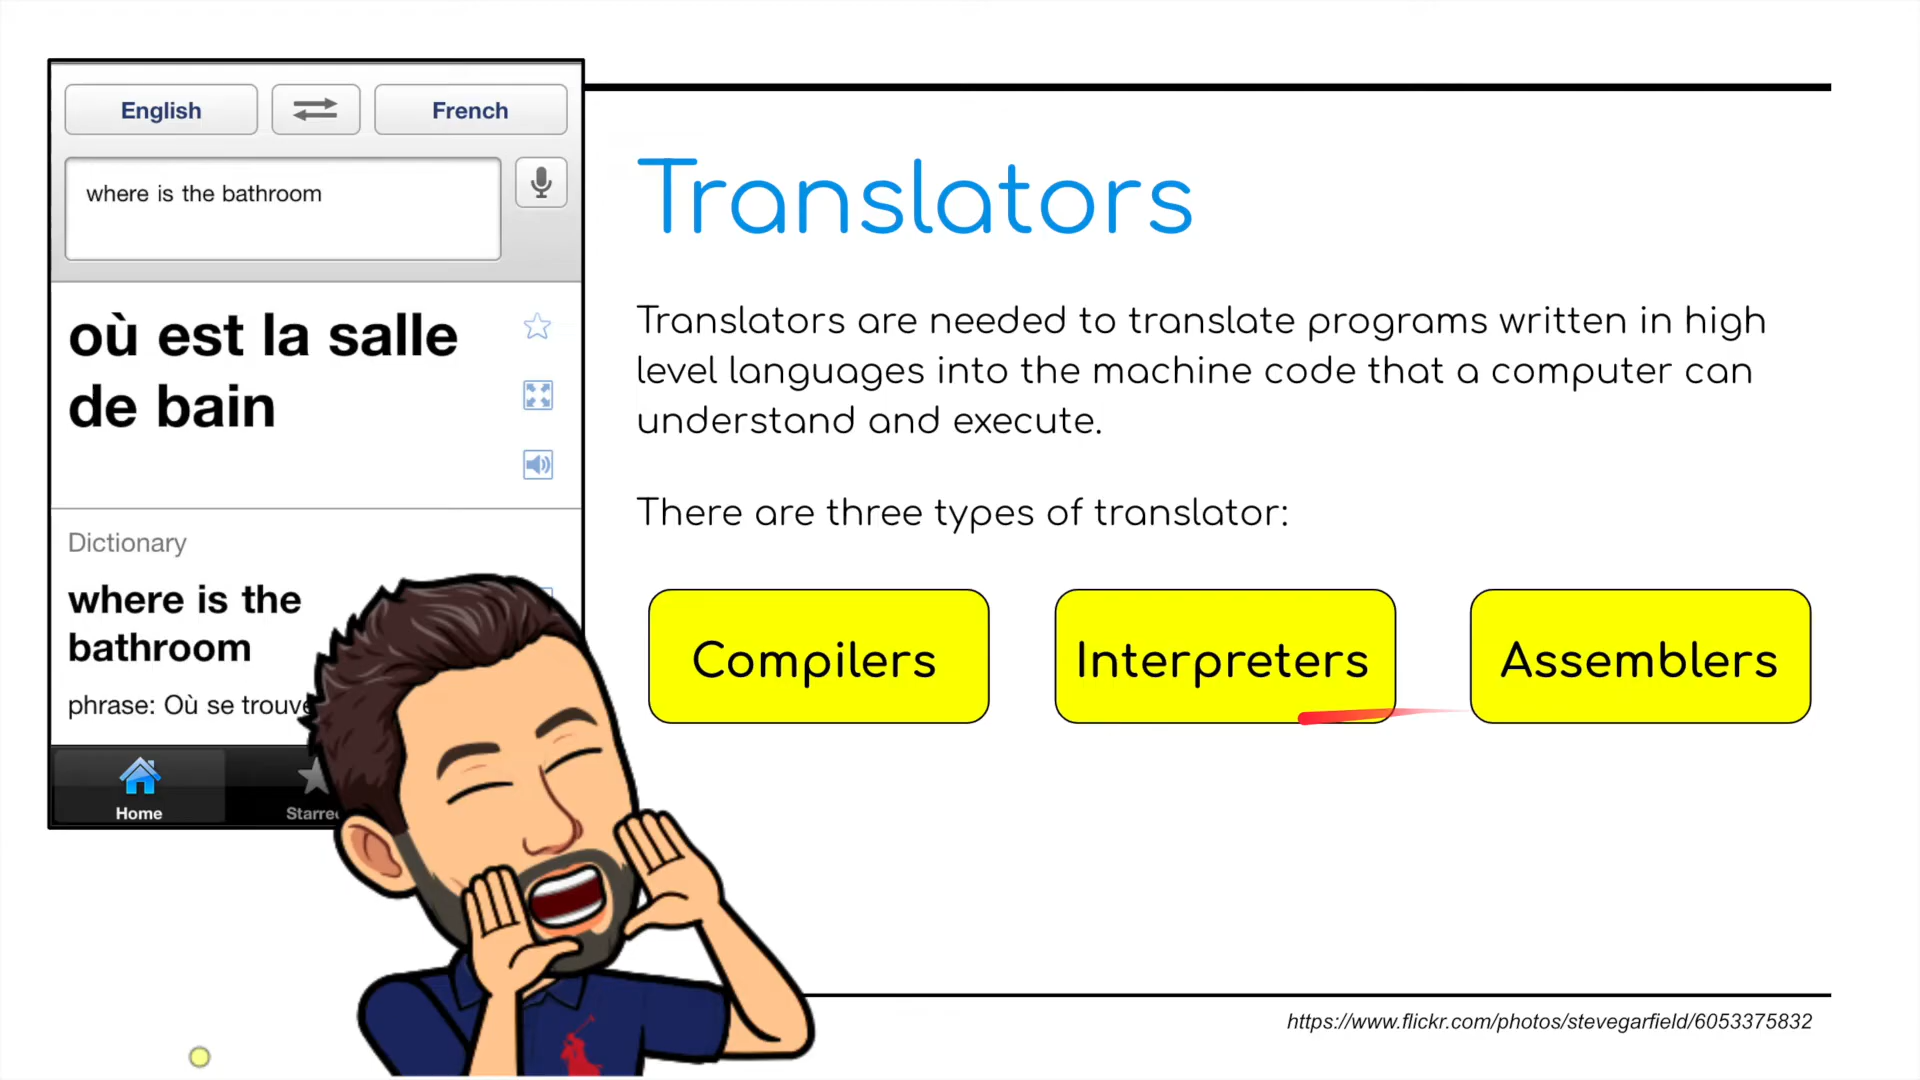 English
French
where is the bathroom
où est la salle
de bain
Dictionary
where is the
bathroom
phrase: Où se
Home
Translators
Translators are needed to translate programs written in high
level languages into the machine code that a computer can
understand and execute.
There are three types of translator:
Compilers
Interpreters
Assemblers
https://www.flickr.com/photos/stevegarfield/6053375832